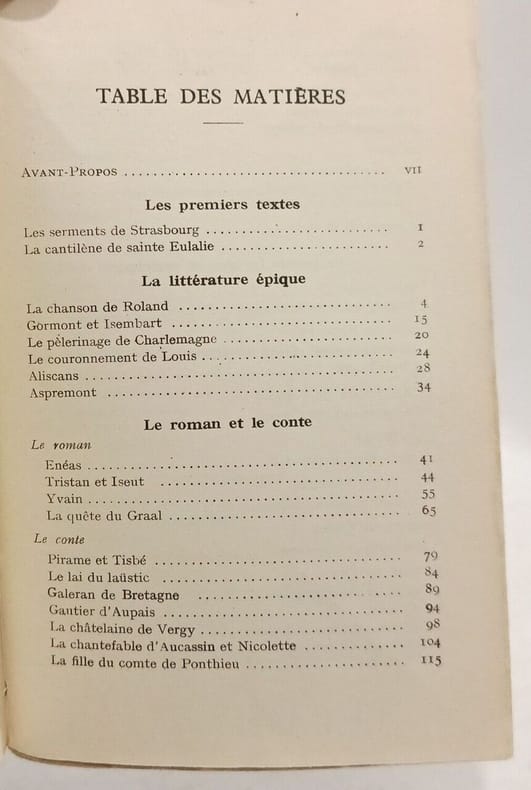 TABLE DES MATIÈRES
AVANT-PROPOS .......... VII
Les premiers textes
Les serments de Strasbourg .......... 1
La cantilène de sainte Eulalie .......... 2
La littérature épique
La chanson de Roland .......... 4
Gormont et Isembart .......... 15
Le pèlerinage de Charlemagne .......... 20
Le couronnement de Louis .......... 24
Aliscans .......... 28
Aspremont .......... 34
Le roman et le conte
Le roman
Enéas .......... 41
Tristan et Iseut .......... 44
Yvain .......... 55
La quête du Graal .......... 65
Le conte
Pirame et Tisbé .......... 79
Le lai du laüstic .......... 84
Galeran de Bretagne .......... 89
Gautier d'Aupais .......... 94
La châtelaine de Vergy .......... 98
La chantefable d'Aucassin et Nicolette .......... 104
La fille du comte de Ponthieu .......... 115